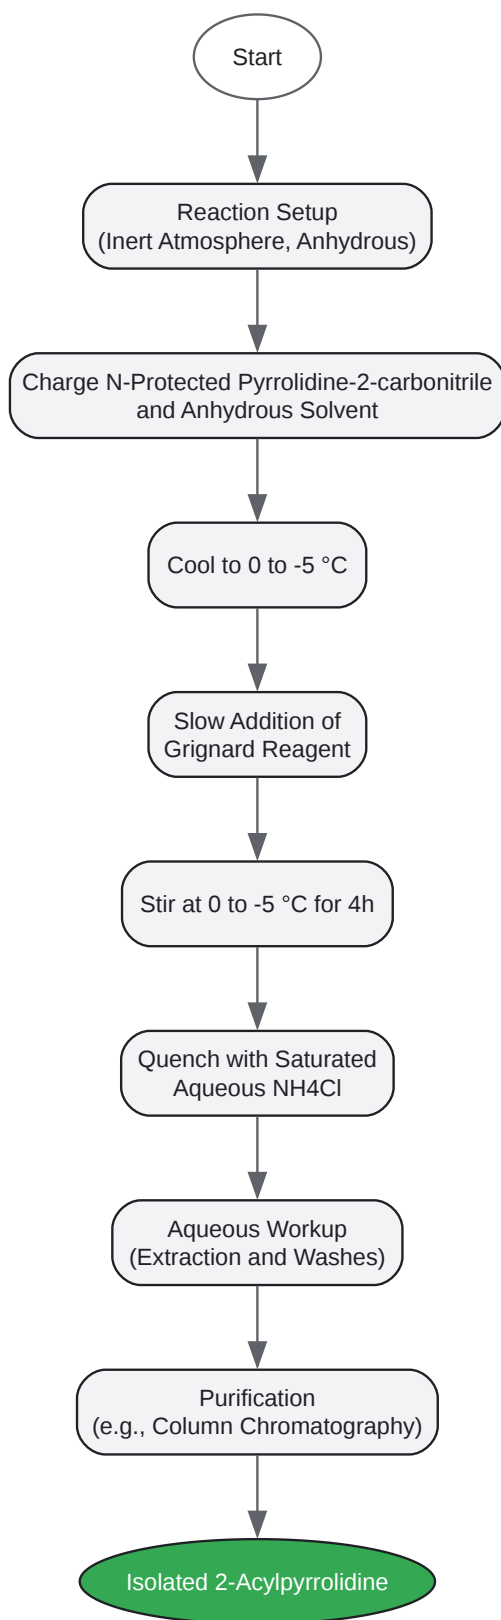 Start
Reaction Setup
(Inert Atmosphere, Anhydrous)
Charge N-Protected Pyrrolidine-2-carbonitrile
and Anhydrous Solvent
Cool to 0 to -5 °C
Slow Addition of
Grignard Reagent
Stir at 0 to -5 °C for 4h
Quench with Saturated
Aqueous NH4Cl
Aqueous Workup
(Extraction and Washes)
Purification
(e.g., Column Chromatography)
Isolated 2-Acylpyrrolidine